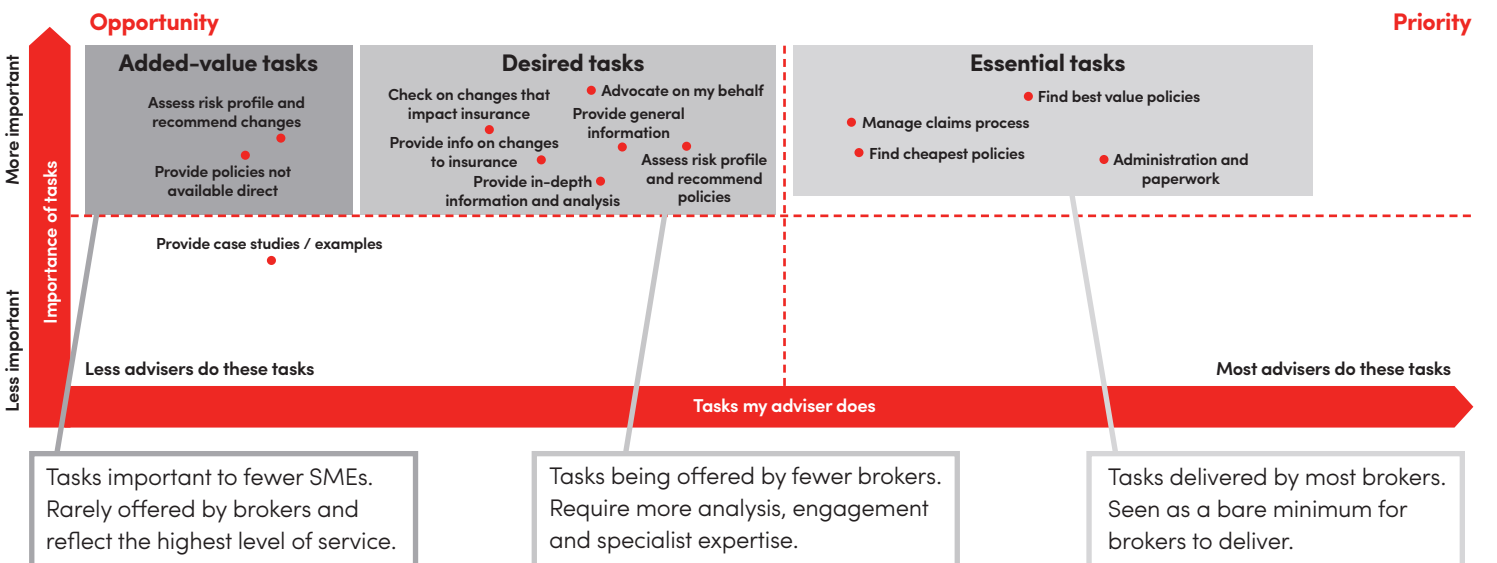 Opportunity
Priority
More important
Less important
Importance of tasks
Added-value tasks
Assess risk profile and
recommend changes
Provide policies not
available direct
Desired tasks
Check on changes that
impact insurance
Advocate on my behalf
Provide general
information
Provide info on changes
to insurance
Assess risk profile
and recommend
policies
Provide in-depth
information and analysis
Essential tasks
Find best value policies
Manage claims process
Find cheapest policies
Administration and
paperwork
Provide case studies / examples
Less advisers do these tasks
Most advisers do these tasks
Tasks my adviser does
Tasks important to fewer SMEs.
Rarely offered by brokers and
reflect the highest level of service.
Tasks being offered by fewer brokers.
Require more analysis, engagement
and specialist expertise.
Tasks delivered by most brokers.
Seen as a bare minimum for
brokers to deliver.